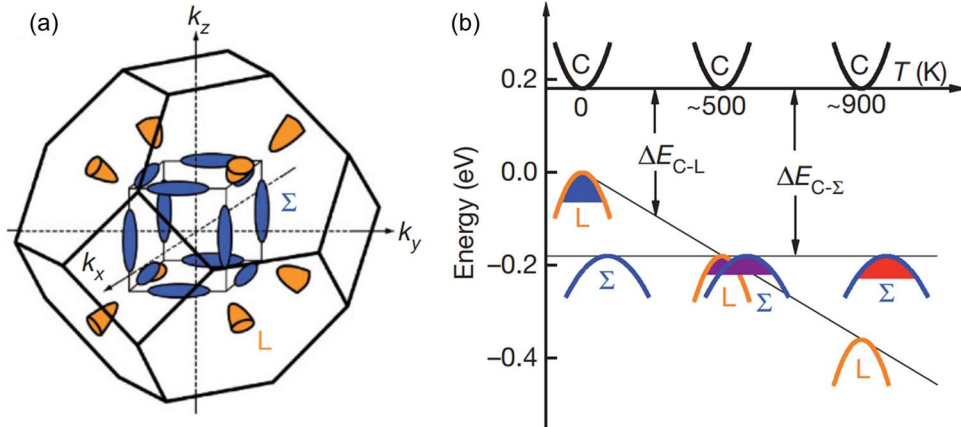 (a)
k_z
Σ
k_y
k_x
L
(b)
Energy (eV)
0.2
0.0
−0.2
−0.4
C
C
C
T (K)
0
~500
~900
ΔE_C-L
ΔE_C-Σ
L
Σ
L
Σ
Σ
L